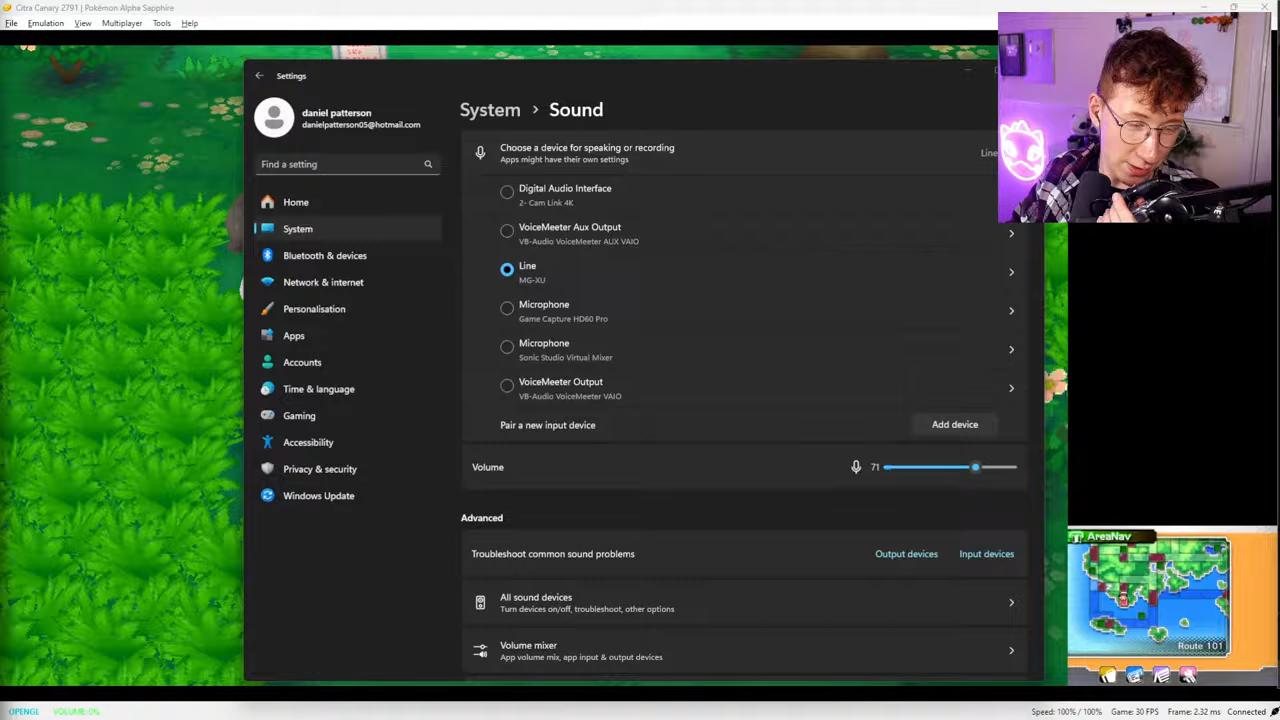 Citra Canary 2791 | Pokémon Alpha Sapphire
File Emulation View Multiplayer Tools Help
Settings
daniel patterson
danielpatterson05@hotmail.com
Find a setting
Home
System
Bluetooth & devices
Network & internet
Personalisation
Apps
Accounts
Time & language
Gaming
Accessibility
Privacy & security
Windows Update
System > Sound
Choose a device for speaking or recording
Apps might have their own settings
Line
Digital Audio Interface
2- Cam Link 4K
VoiceMeeter Aux Output
VB-Audio VoiceMeeter AUX VAIO
Line
MG-XU
Microphone
Game Capture HD60 Pro
Microphone
Sonic Studio Virtual Mixer
VoiceMeeter Output
VB-Audio VoiceMeeter VAIO
Pair a new input device
Add device
Volume
71
Advanced
Troubleshoot common sound problems
Output devices
Input devices
All sound devices
Turn devices on/off, troubleshoot, other options
Volume mixer
App volume mix, app input & output devices
AreaNav
Route 101
OPENGL VOLUME: 0%
Speed: 100% / 100% Game: 30 FPS Frame: 2.32 ms Connected